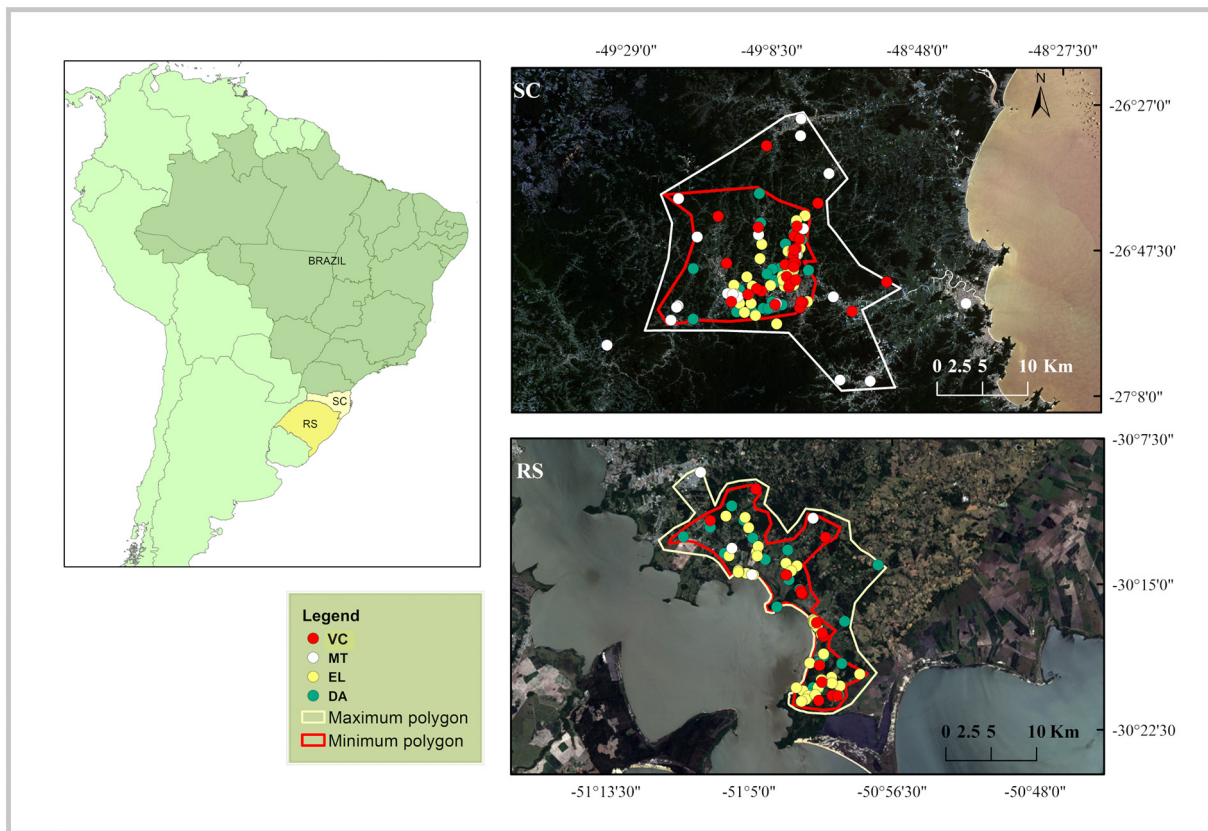 -49°29'0" -49°8'30" -48°48'0" -48°27'30"
SC
N
-26°27'0"
-26°47'30"
-27°8'0"
0 2.5 5 10 Km
BRAZIL
SC
RS
Legend
VC
MT
EL
DA
Maximum polygon
Minimum polygon
RS
-30°7'30"
-30°15'0"
-30°22'30"
0 2.5 5 10 Km
-51°13'30" -51°5'0" -50°56'30" -50°48'0"